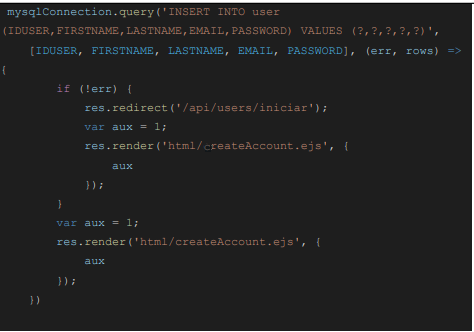 mysqlConnection.query('INSERT INTO user
(IDUSER,FIRSTNAME,LASTNAME,EMAIL,PASSWORD) VALUES (?,?,?,?,?)',
[IDUSER, FIRSTNAME, LASTNAME, EMAIL, PASSWORD], (err, rows) =>
{
if (!err) {
res.redirect('/api/users/iniciar');
var aux = 1;
res.render('html/createAccount.ejs', {
aux
});
}
var aux = 1;
res.render('html/createAccount.ejs', {
aux
});
})